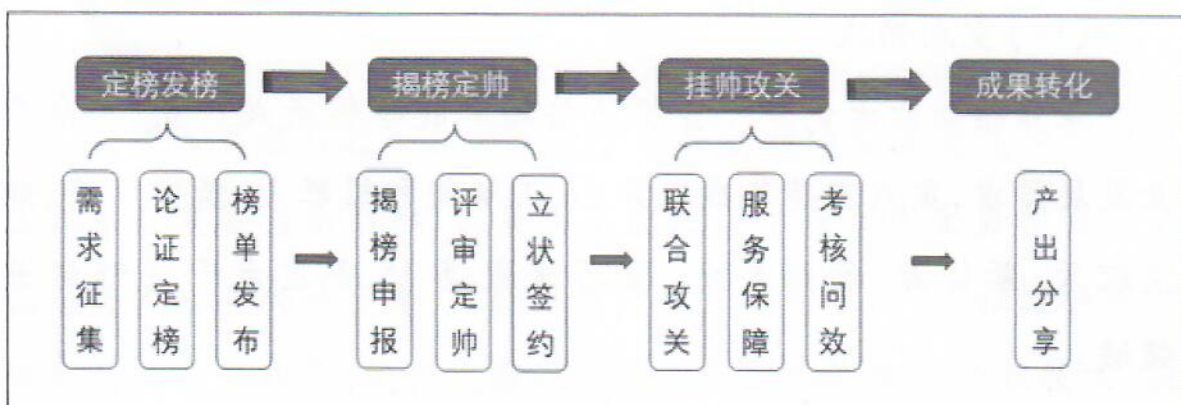 定榜发榜
揭榜定帅
挂帅攻关
成果转化
需求征集
论证定榜
榜单发布
揭榜申报
评审定帅
立状签约
联合攻关
服务保障
考核问效
产出分享